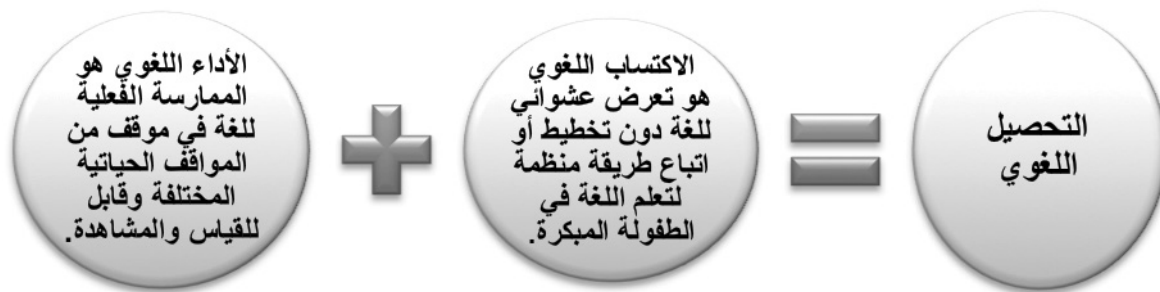 الأداء اللغوي هو
الممارسة الفعلية
للغة في موقف من
المواقف الحياتية
المختلفة وقابل
للقياس والمشاهدة.
الاكتساب اللغوي
هو تعرض عشوائي
للغة دون تخطيط أو
اتباع طريقة منظمة
لتعلم اللغة في
الطفولة المبكرة.
التحصيل
اللغوي